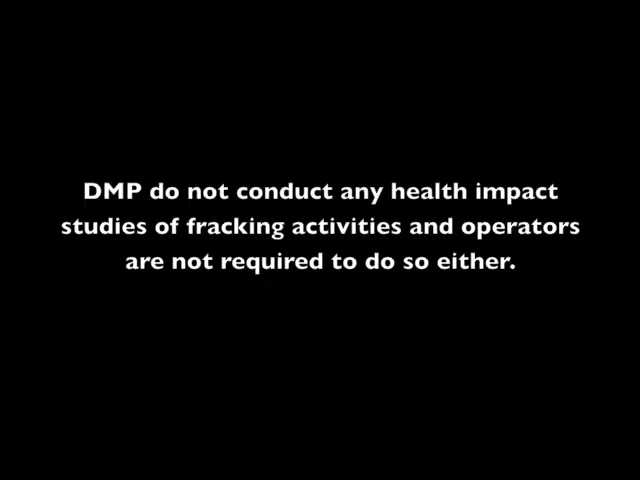 DMP do not conduct any health impact
studies of fracking activities and operators
are not required to do so either.